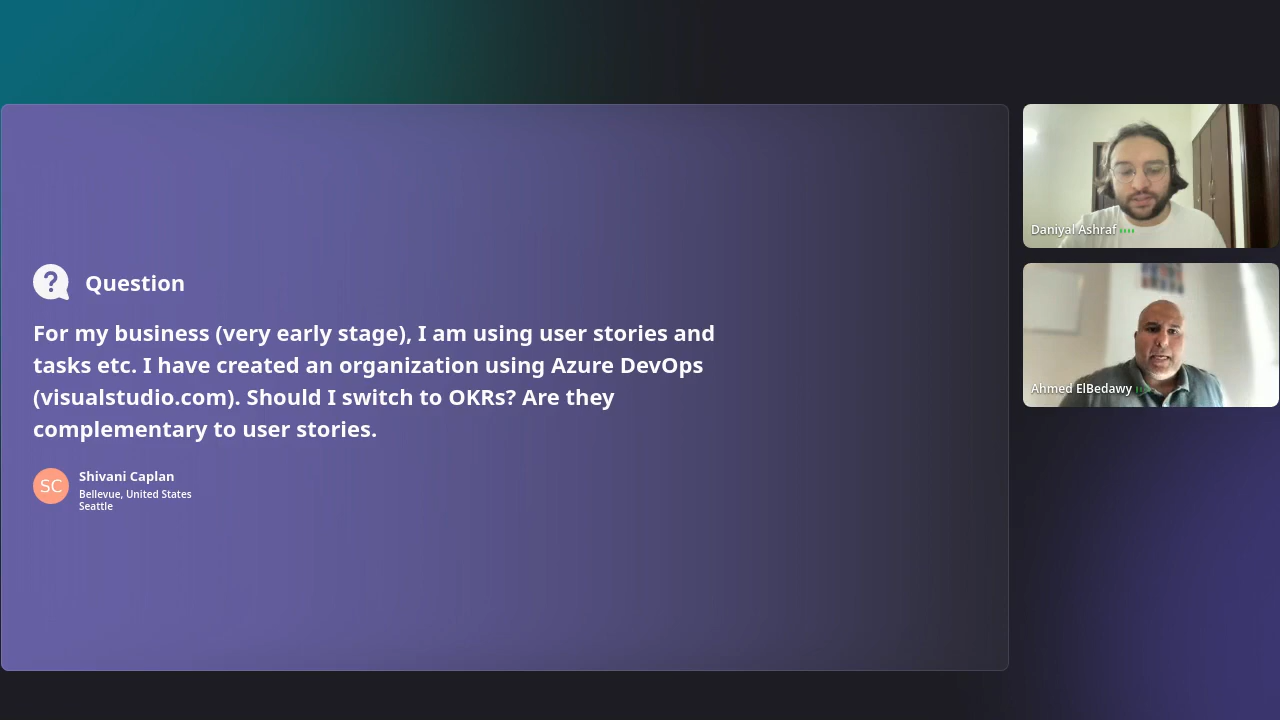 Question
For my business (very early stage), I am using user stories and
tasks etc. I have created an organization using Azure DevOps
(visualstudio.com). Should I switch to OKRs? Are they
complementary to user stories.
SC
Shivani Caplan
Bellevue, United States
Seattle
Daniyal Ashraf
Ahmed ElBedawy